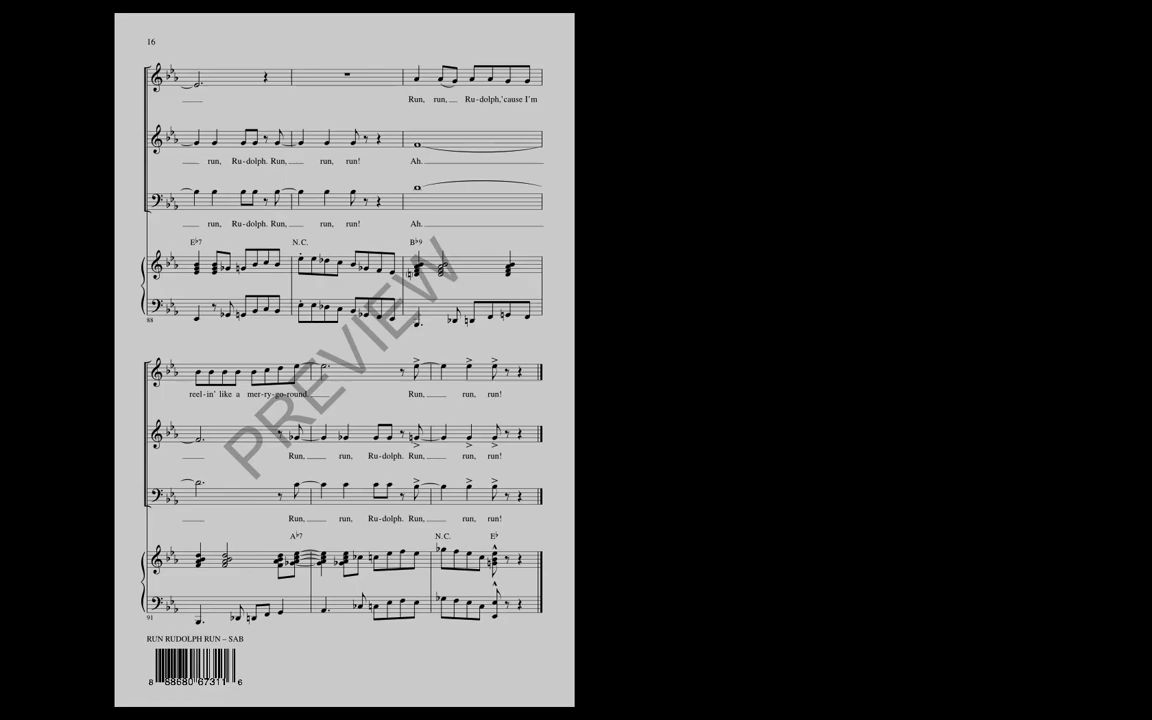 16
Run, run, Ru-dolph,'cause I'm
run, Ru-dolph. Run, run, run! Ah.
run, Ru-dolph. Run, run, run! Ah.
E♭7 N.C. B♭9
88
reel-in' like a mer-ry-go-round Run, run, run!
Run, run, Ru-dolph. Run, run, run!
Run, run, Ru-dolph. Run, run, run!
A♭7 N.C. E♭
91
RUN RUDOLPH RUN – SAB
8 88680 67311 6
PREVIEW